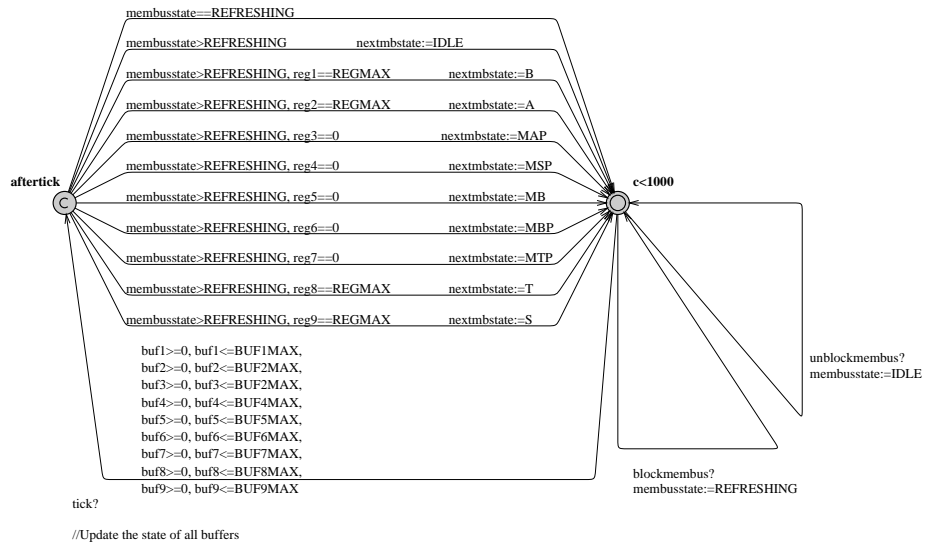 membusstate==REFRESHING
membusstate>REFRESHING nextmbstate:=IDLE
membusstate>REFRESHING, reg1==REGMAX nextmbstate:=B
membusstate>REFRESHING, reg2==REGMAX nextmbstate:=A
membusstate>REFRESHING, reg3==0 nextmbstate:=MAP
membusstate>REFRESHING, reg4==0 nextmbstate:=MSP
aftertick
c<1000
C
membusstate>REFRESHING, reg5==0 nextmbstate:=MB
membusstate>REFRESHING, reg6==0 nextmbstate:=MBP
membusstate>REFRESHING, reg7==0 nextmbstate:=MTP
membusstate>REFRESHING, reg8==REGMAX nextmbstate:=T
membusstate>REFRESHING, reg9==REGMAX nextmbstate:=S
buf1>=0, buf1<=BUF1MAX,
buf2>=0, buf2<=BUF2MAX,
buf3>=0, buf3<=BUF2MAX,
buf4>=0, buf4<=BUF4MAX,
buf5>=0, buf5<=BUF5MAX,
buf6>=0, buf6<=BUF6MAX,
buf7>=0, buf7<=BUF7MAX,
buf8>=0, buf8<=BUF8MAX,
buf9>=0, buf9<=BUF9MAX
tick?
//Update the state of all buffers
unblockmembus?
membusstate:=IDLE
blockmembus?
membusstate:=REFRESHING